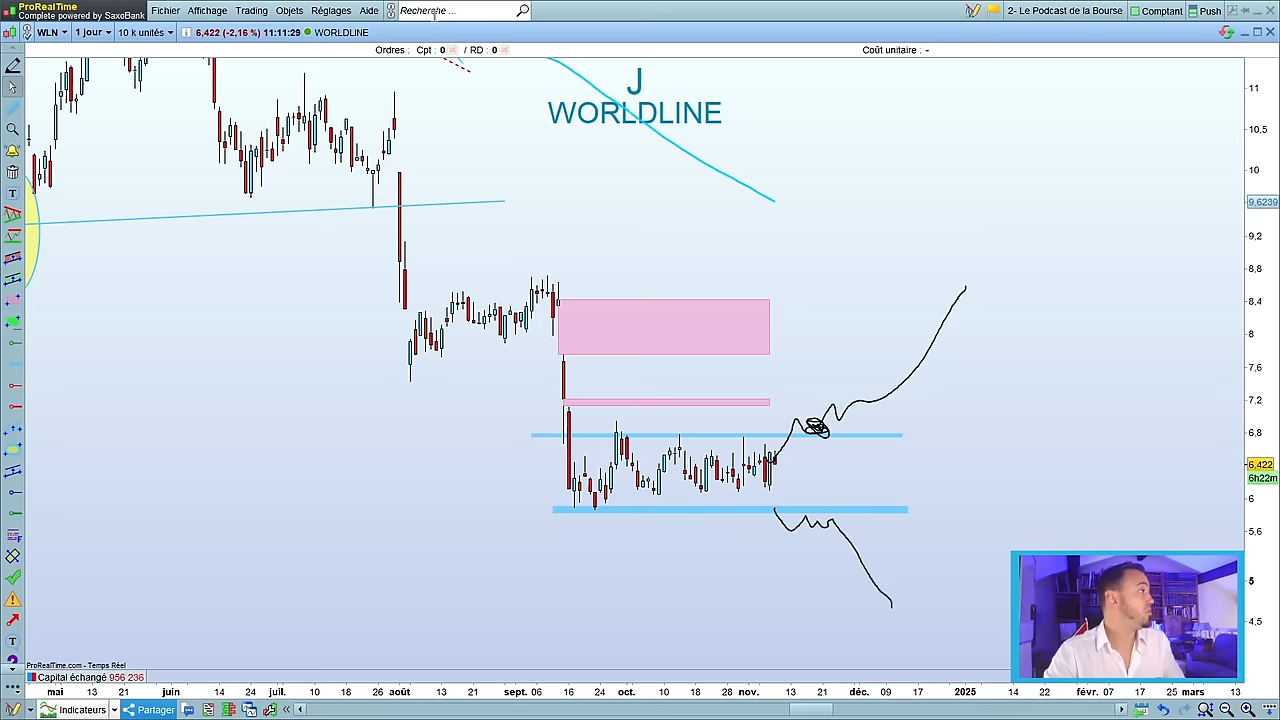 ProRealTime
Complete powered by SaxoBank
Fichier Affichage Trading Objets Réglages Aide Recherche ... 2- Le Podcast de la Bourse Comptant Push
WLN 1 jour 10 k unités 6,422 (-2,16 %) 11:11:29 WORLDLINE
Ordres : Cpt : 0 / RD : 0 Coût unitaire : -
J
WORLDLINE
11
10,5
10
9,6239
9,2
8,8
8,4
8
7,6
7,2
6,8
6,422
6h22m
6
5,6
5
4,5
ProRealTime.com - Temps Réel
Capital échangé 956 236
mai 13 21 juin 14 24 juil. 10 18 26 août 13 21 sept. 06 16 24 oct. 10 18 28 nov. 13 21 déc. 09 17 2025 14 22 févr. 07 17 25 mars 13
Indicateurs Partager